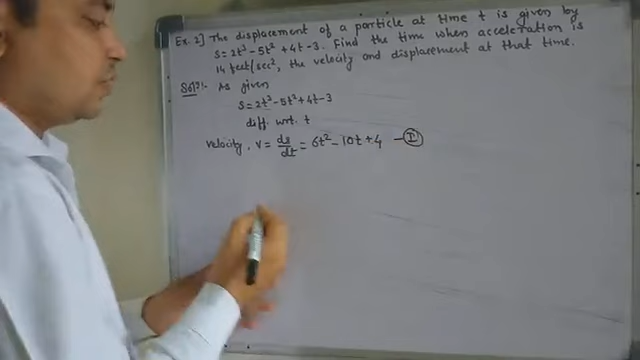 Ex. 2] The displacement of a particle at time t is given by
s = 2t³ - 5t² + 4t - 3. Find the time when acceleration is
14 feet/sec², the velocity and displacement at that time.
Solⁿ:- As given
s = 2t³ - 5t² + 4t - 3
diff. wrt. t
Velocity, v = ds/dt = 6t² - 10t + 4 — I